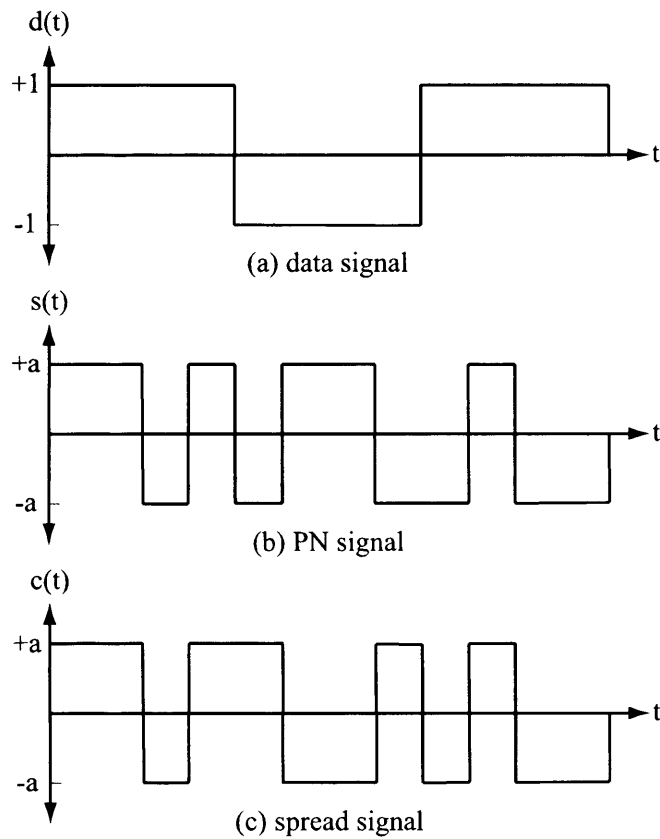 d(t)
+1
t
-1
(a) data signal
s(t)
+a
t
-a
(b) PN signal
c(t)
+a
t
-a
(c) spread signal